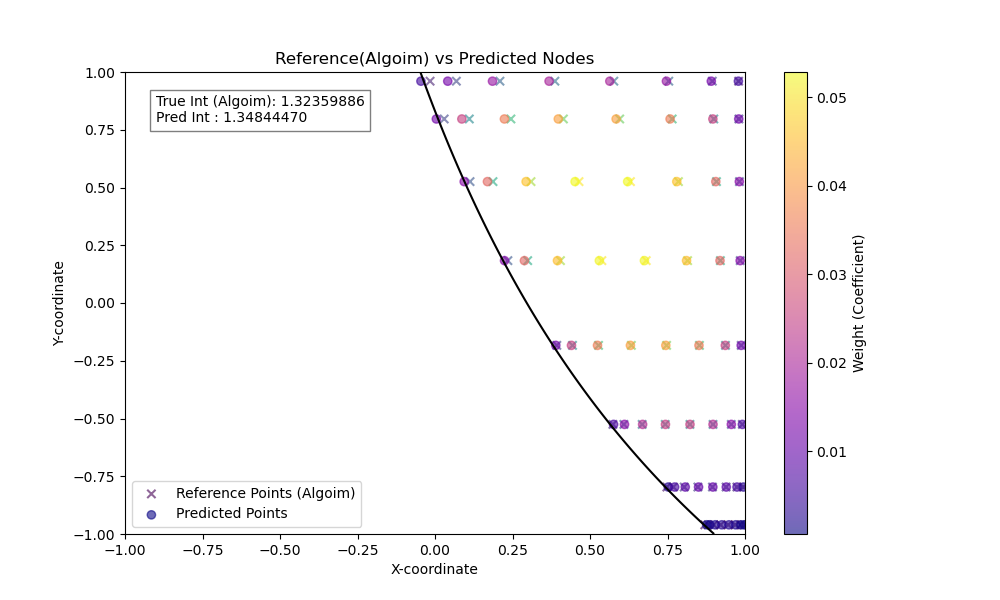 Reference(Algoim) vs Predicted Nodes
True Int (Algoim): 1.32359886
Pred Int : 1.34844470
1.00
0.75
0.50
0.25
0.00
−0.25
−0.50
−0.75
−1.00
Y-coordinate
Reference Points (Algoim)
Predicted Points
−1.00 −0.75 −0.50 −0.25 0.00 0.25 0.50 0.75 1.00
X-coordinate
0.05
0.04
0.03
0.02
0.01
Weight (Coefficient)